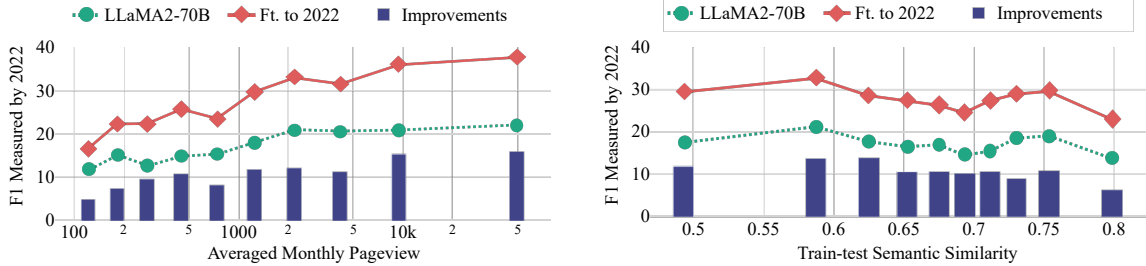 LLaMA2-70B Ft. to 2022 Improvements
F1 Measured by 2022
40
30
20
10
0
100 2 5 1000 2 5 10k 2 5
Averaged Monthly Pageview
LLaMA2-70B Ft. to 2022 Improvements
F1 Measured by 2022
40
30
20
10
0
0.5 0.55 0.6 0.65 0.7 0.75 0.8
Train-test Semantic Similarity